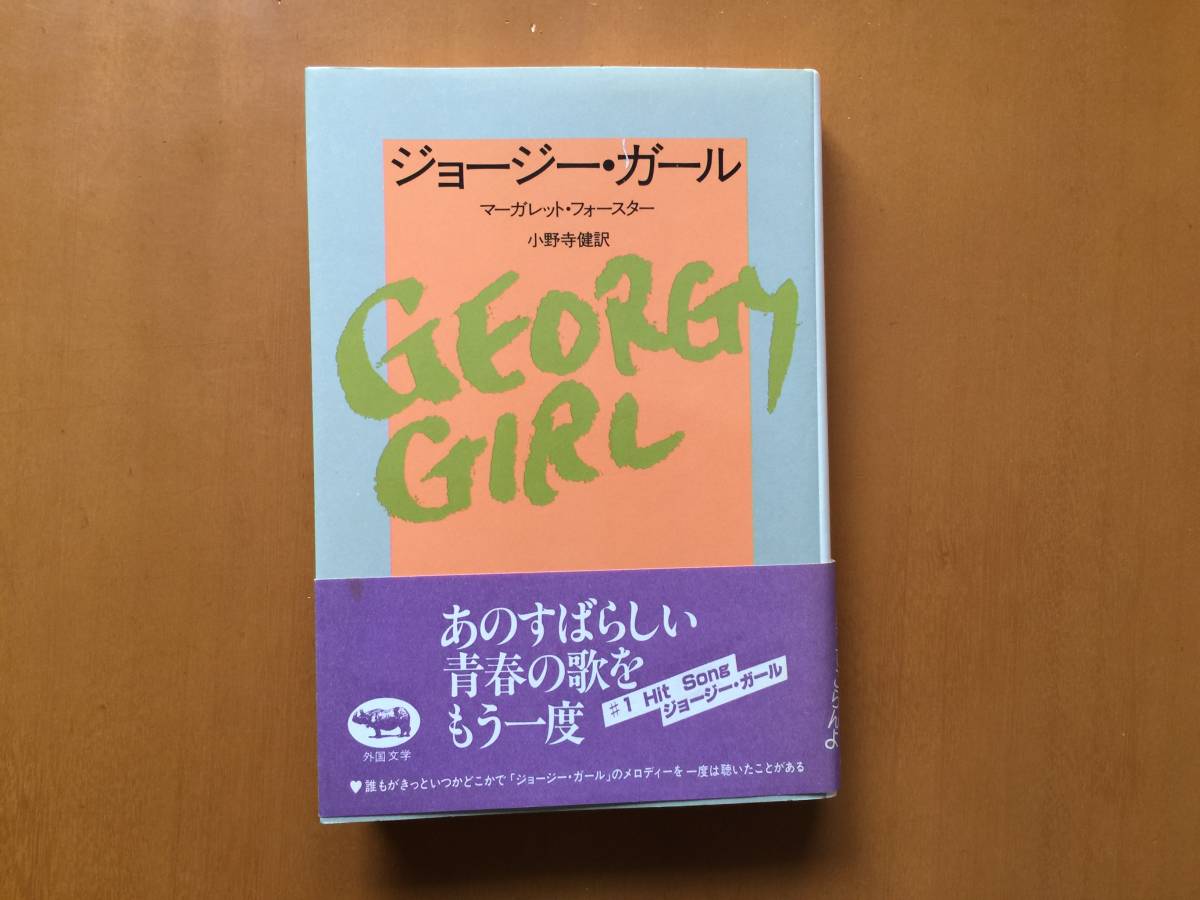 ジョージー・ガール
マーガレット・フォースター
小野寺健訳
GEORGY
GIRL
あのすばらしい
青春の歌を
もう一度
#1 Hit Song
ジョージー・ガール
外国文学
♥誰もがきっといつかどこかで「ジョージー・ガール」のメロディーを一度は聴いたことがある